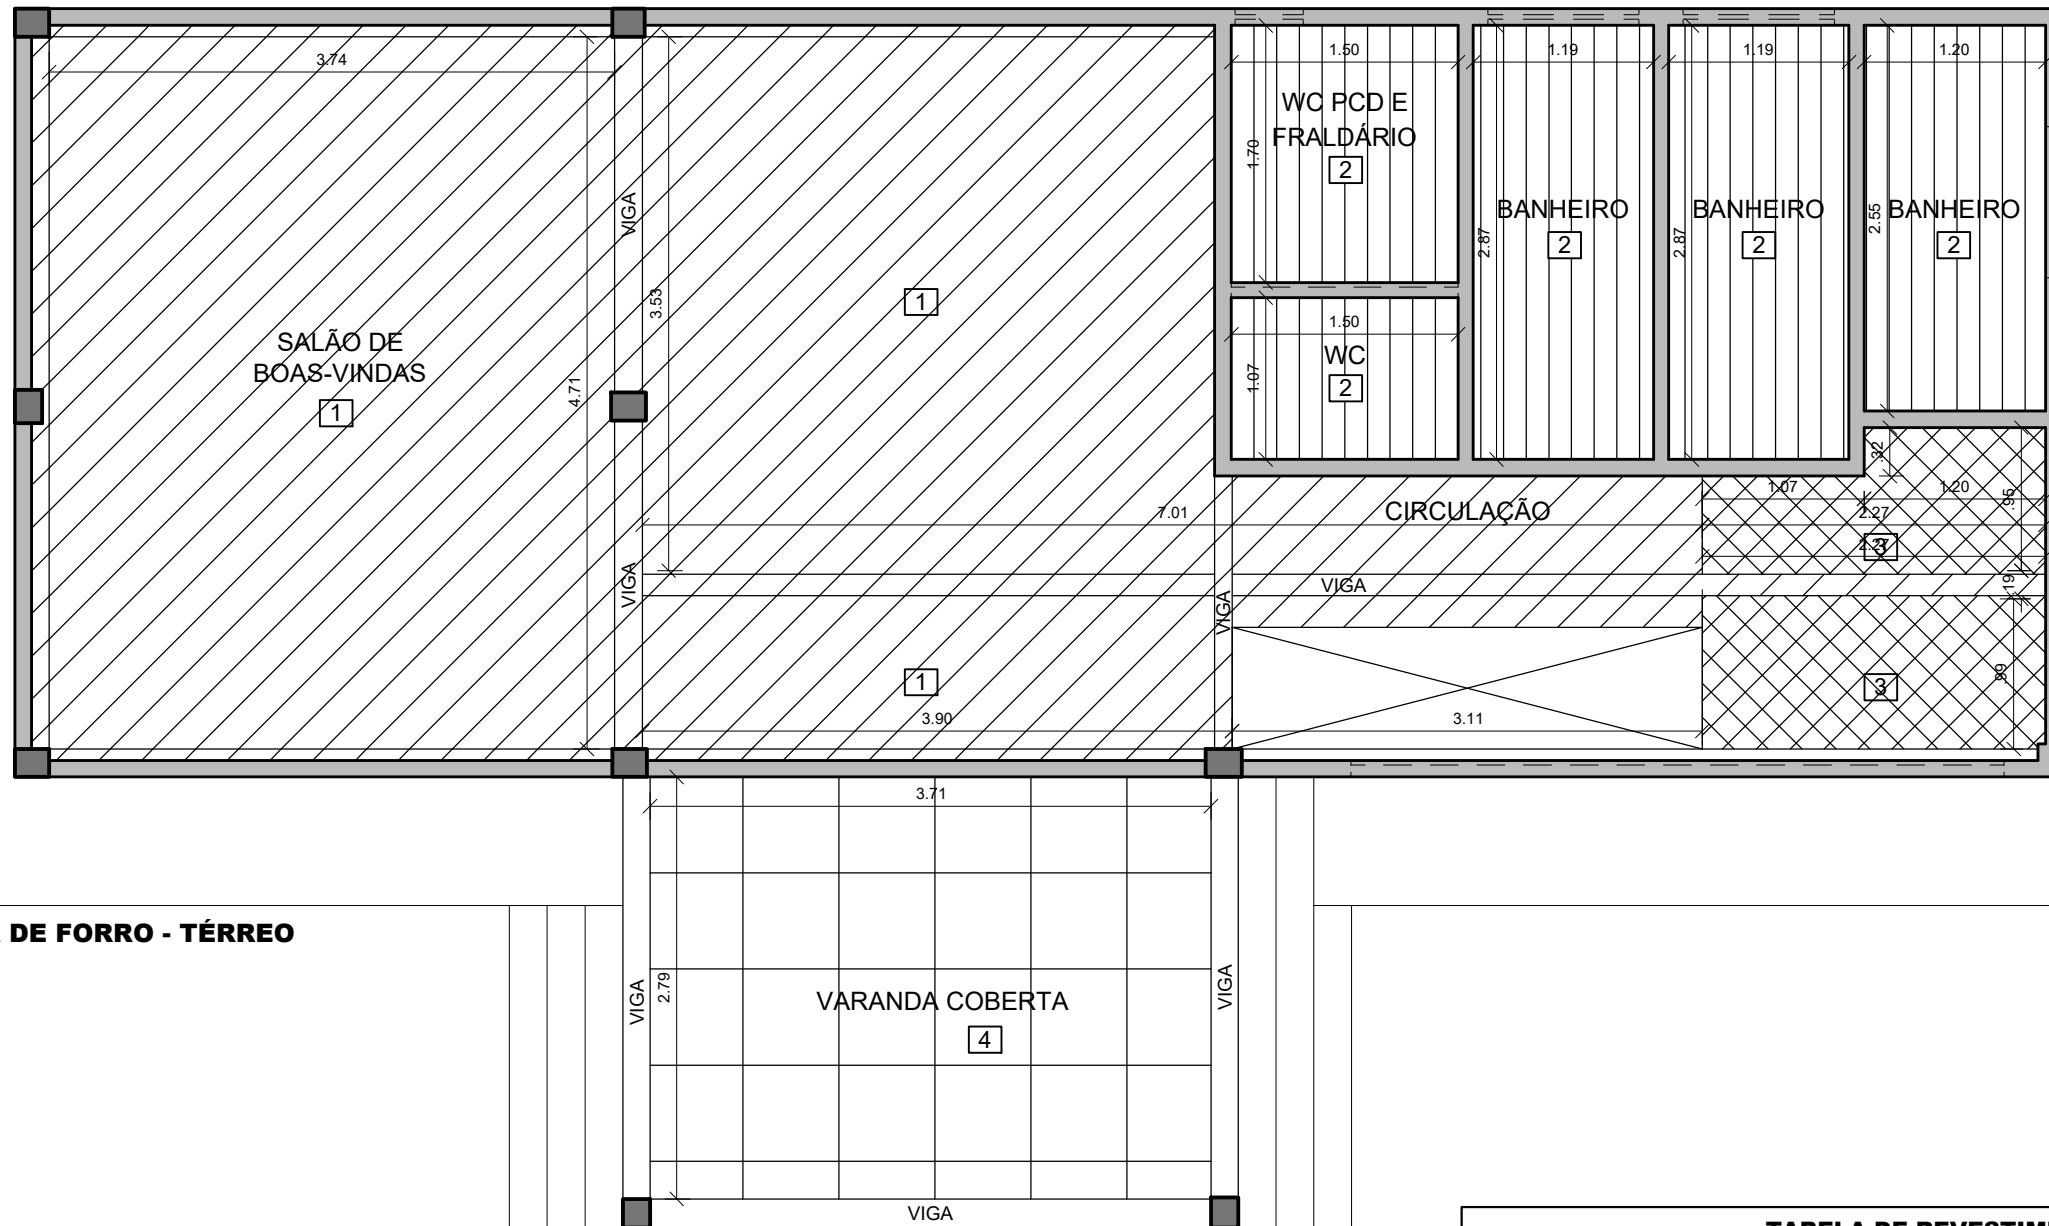 3.74
1.50
1.19
1.19
1.20
WC PCD E
FRALDÁRIO
2
1.70
VIGA
BANHEIRO
2
2.87
BANHEIRO
2
2.87
BANHEIRO
2
2.55
3.53
1
SALÃO DE
BOAS-VINDAS
1
4.71
1.50
WC
2
1.07
.32
1.07
1.20
.95
7.01
CIRCULAÇÃO
2.27
2.27
3
VIGA
VIGA
VIGA
.19
1
3
.99
3.90
3.11
3.71
DE FORRO - TÉRREO
VIGA
2.79
VARANDA COBERTA
4
VIGA
VIGA